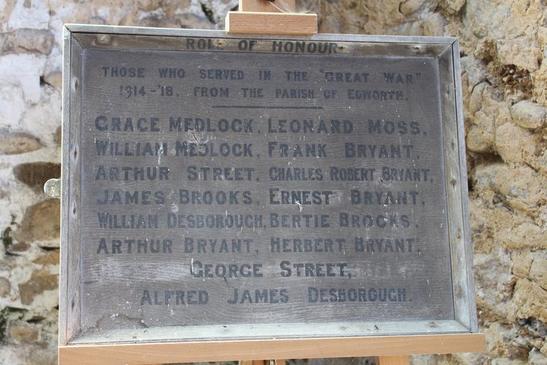 ROLL OF HONOUR
THOSE WHO SERVED IN THE "GREAT WAR"
1914-'18, FROM THE PARISH OF EGWORTH.
GRACE MEDLOCK, LEONARD MOSS,
WILLIAM MEDLOCK, FRANK BRYANT,
ARTHUR STREET, CHARLES ROBERT BRYANT,
JAMES BROOKS, ERNEST BRYANT,
WILLIAM DESBOROUGH, BERTIE BROOKS,
ARTHUR BRYANT, HERBERT BRYANT,
GEORGE STREET,
ALFRED JAMES DESBOROUGH.